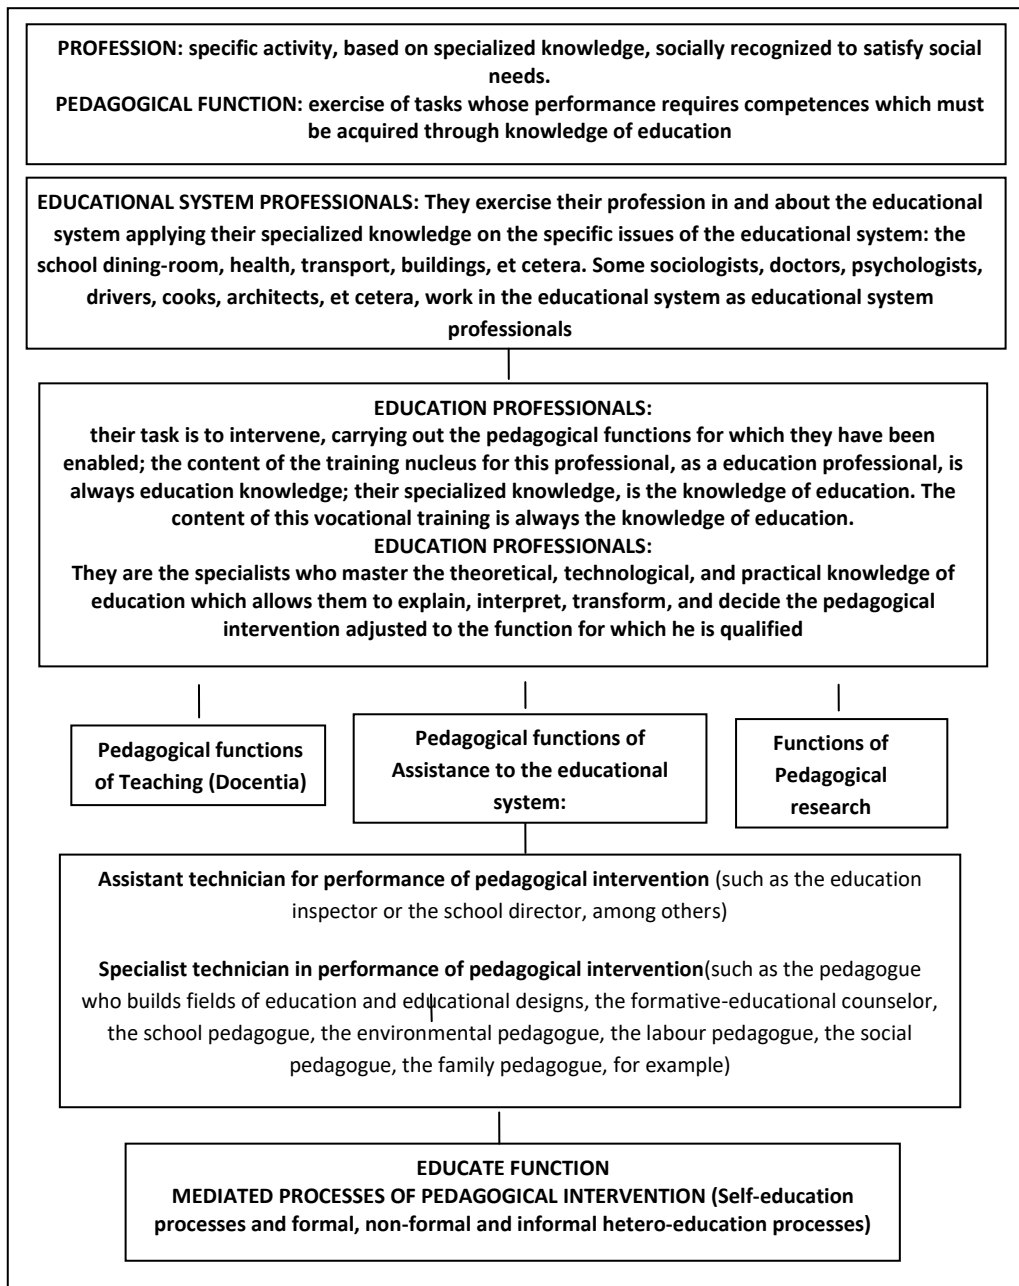 PROFESSION: specific activity, based on specialized knowledge, socially recognized to satisfy social
needs.
PEDAGOGICAL FUNCTION: exercise of tasks whose performance requires competences which must
be acquired through knowledge of education
EDUCATIONAL SYSTEM PROFESSIONALS: They exercise their profession in and about the educational
system applying their specialized knowledge on the specific issues of the educational system: the
school dining-room, health, transport, buildings, et cetera. Some sociologists, doctors, psychologists,
drivers, cooks, architects, et cetera, work in the educational system as educational system
professionals
EDUCATION PROFESSIONALS:
their task is to intervene, carrying out the pedagogical functions for which they have been
enabled; the content of the training nucleus for this professional, as a education professional, is
always education knowledge; their specialized knowledge, is the knowledge of education. The
content of this vocational training is always the knowledge of education.
EDUCATION PROFESSIONALS:
They are the specialists who master the theoretical, technological, and practical knowledge of
education which allows them to explain, interpret, transform, and decide the pedagogical
intervention adjusted to the function for which he is qualified
Pedagogical functions
of Teaching (Docentia)
Pedagogical functions of
Assistance to the educational
system:
Functions of
Pedagogical
research
Assistant technician for performance of pedagogical intervention (such as the education
inspector or the school director, among others)
Specialist technician in performance of pedagogical intervention(such as the pedagogue
who builds fields of education and educational designs, the formative-educational counselor,
the school pedagogue, the environmental pedagogue, the labour pedagogue, the social
pedagogue, the family pedagogue, for example)
EDUCATE FUNCTION
MEDIATED PROCESSES OF PEDAGOGICAL INTERVENTION (Self-education
processes and formal, non-formal and informal hetero-education processes)